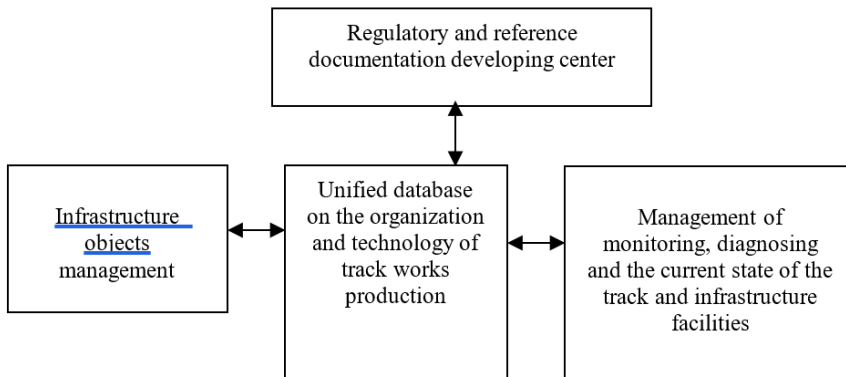 Regulatory and reference
documentation developing center
Infrastructure
objects
management
Unified database
on the organization
and technology of
track works
production
Management of
monitoring, diagnosing
and the current state of the
track and infrastructure
facilities